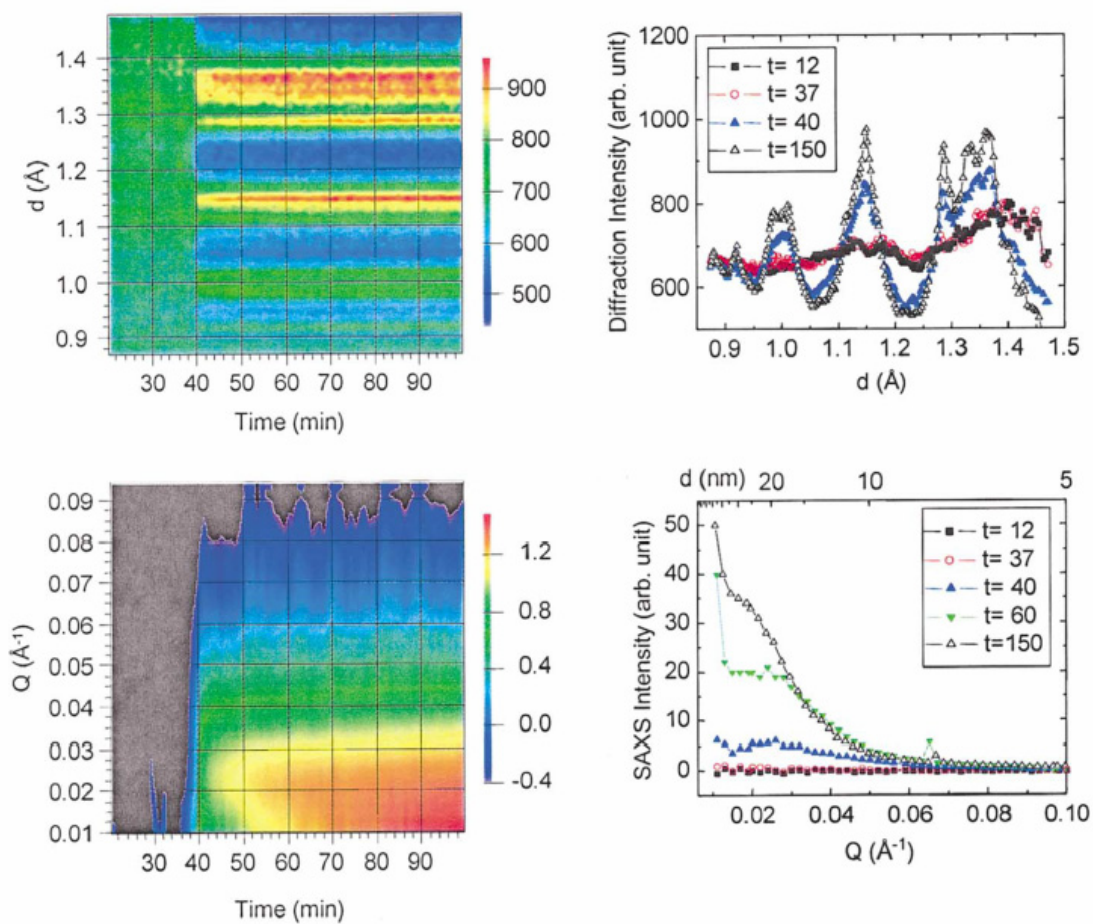 1.4
1.3
1.2
1.1
1.0
0.9
d (Å)
30 40 50 60 70 80 90
Time (min)
900
800
700
600
500
1200
1000
800
600
Diffraction Intensity (arb. unit)
t= 12
t= 37
t= 40
t=150
0.9 1.0 1.1 1.2 1.3 1.4 1.5
d (Å)
0.09
0.08
0.07
0.06
0.05
0.04
0.03
0.02
0.01
Q (Å-1)
30 40 50 60 70 80 90
Time (min)
1.2
0.8
0.4
0.0
-0.4
d (nm) 20 10 5
50
40
30
20
10
0
SAXS Intensity (arb. unit)
t= 12
t= 37
t= 40
t= 60
t=150
0.02 0.04 0.06 0.08 0.10
Q (Å-1)